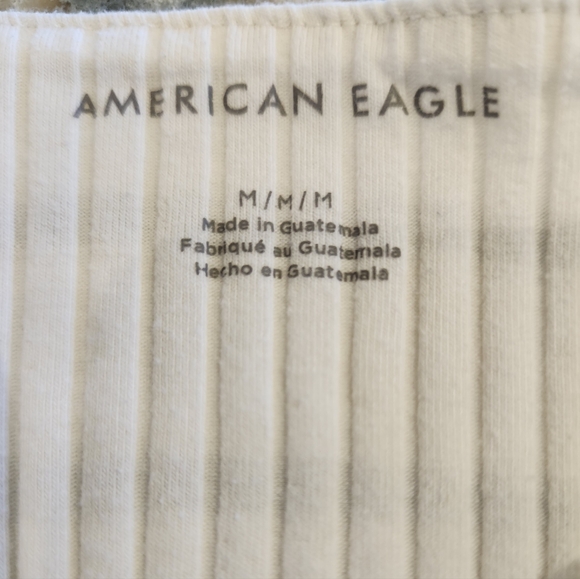 AMERICAN EAGLE
M/M/M
Made in Guatemala
Fabriqué au Guatemala
Hecho en Guatemala